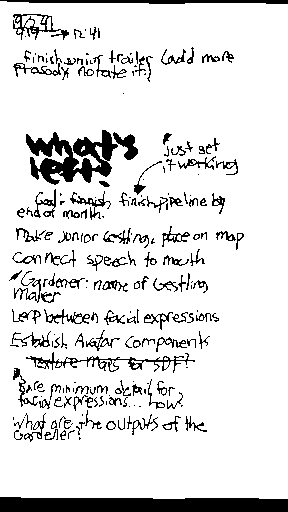 9/24
9:19 → 12:41
finish junior trailer (add more
prosody, notate it?)
what's
left?
just get
it working
Goal: finish pipeline by
end of month.
Make Junior Gestling, place on map
Connect speech to mouth
Gardener: name of Gestling
Maker
Lerp between facial expressions
Establish Avatar components
texture maps for SDF?
Bare minimum detail for
facial expressions... how?
What are the outputs of the
Gardener?